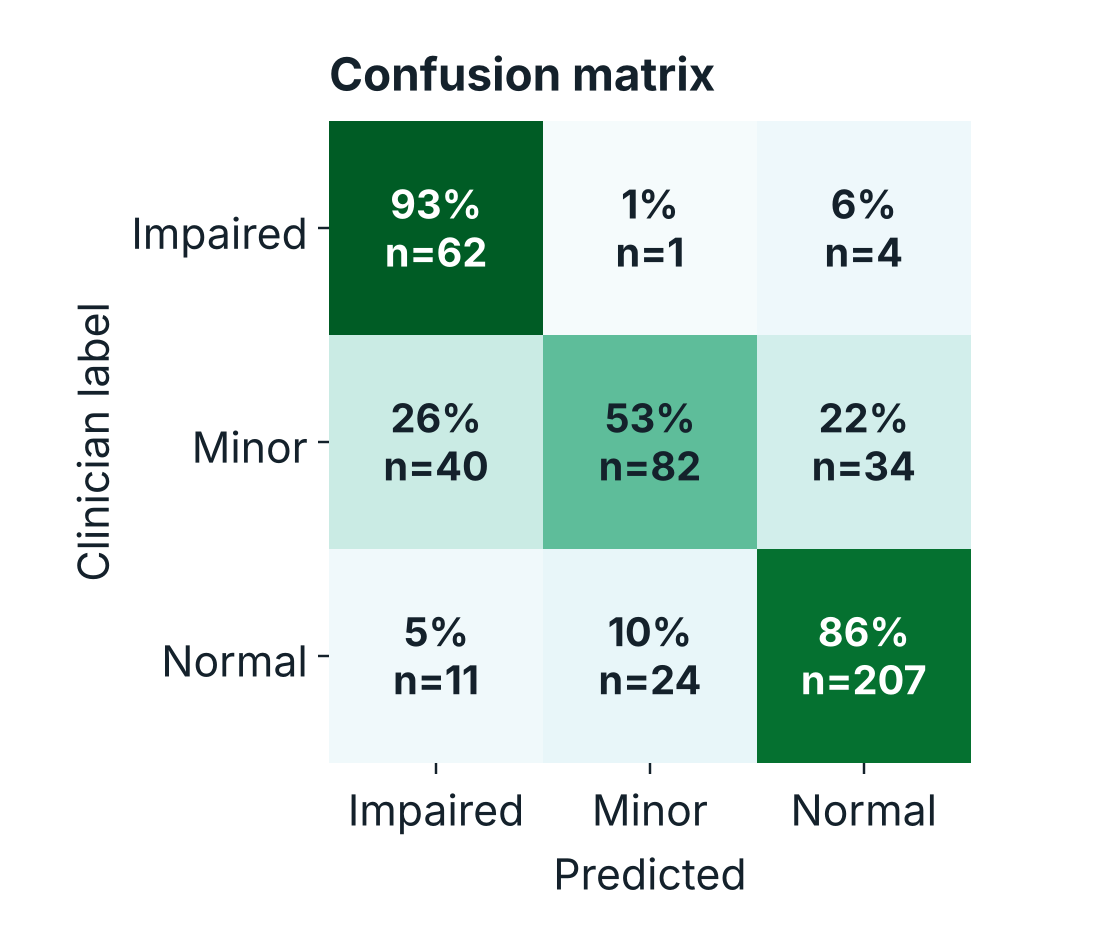 Confusion matrix
Clinician label
Impaired
93%
n=62
1%
n=1
6%
n=4
Minor
26%
n=40
53%
n=82
22%
n=34
Normal
5%
n=11
10%
n=24
86%
n=207
Impaired
Minor
Normal
Predicted